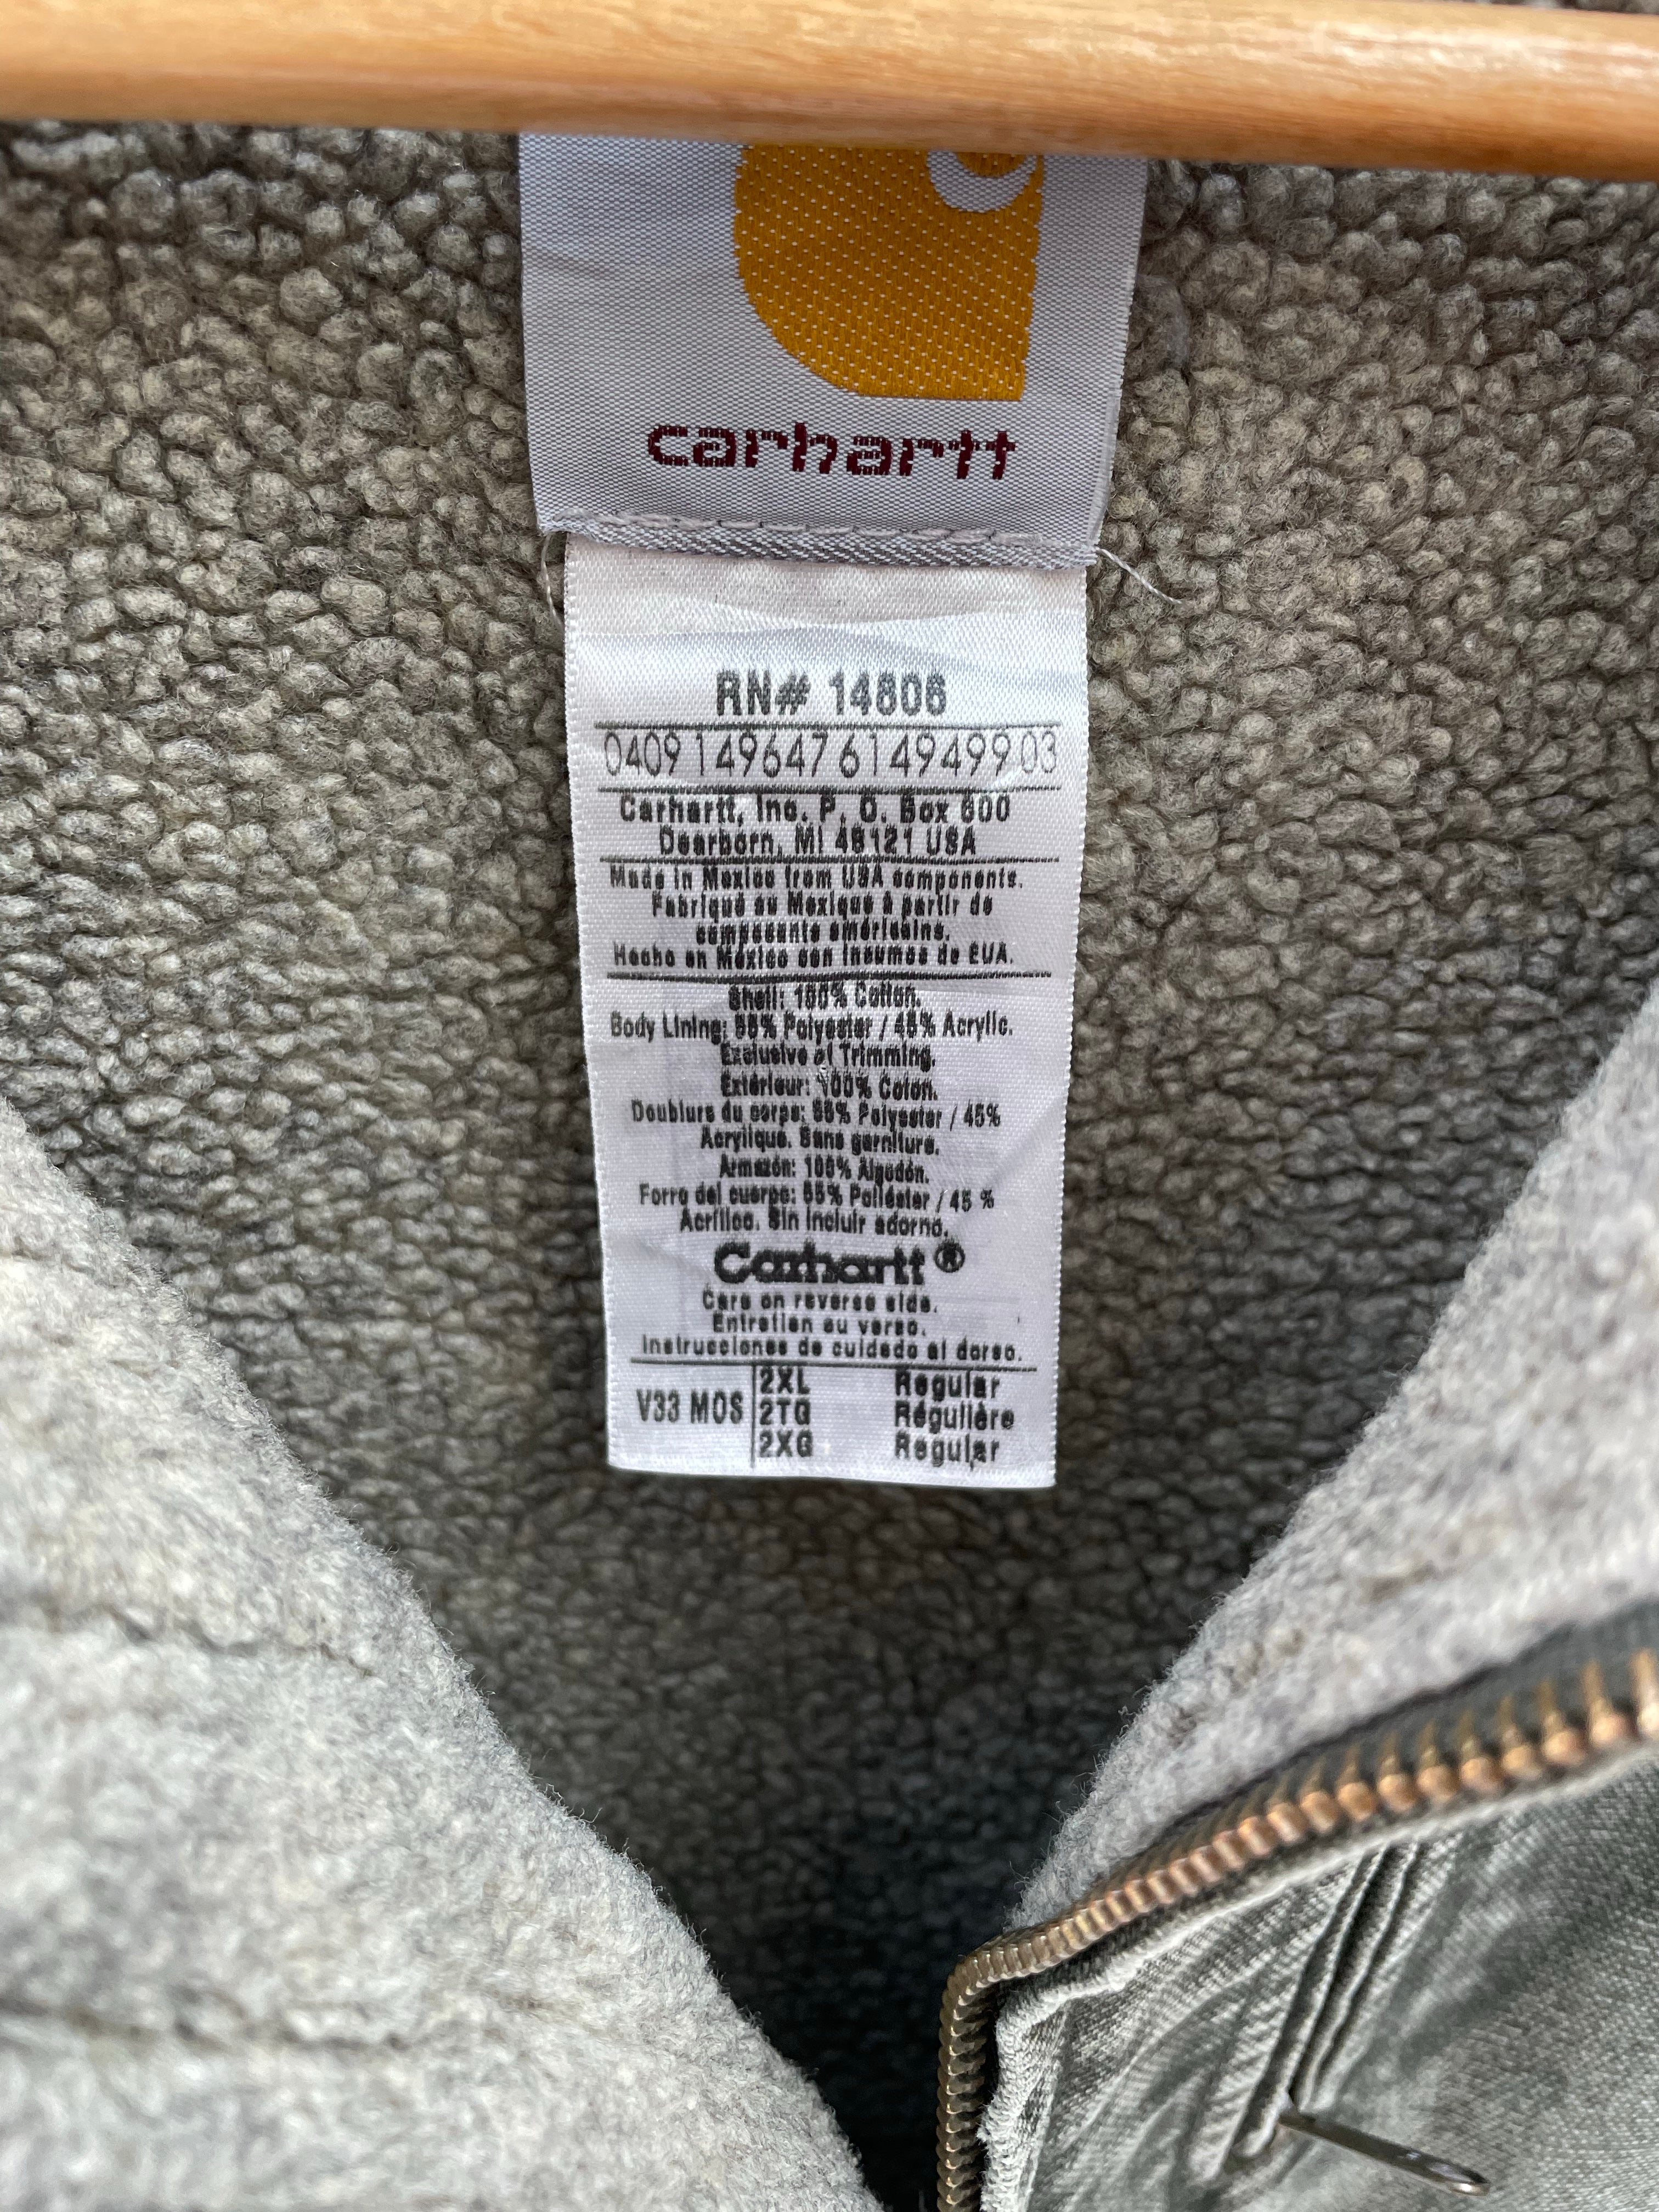 carhartt
RN# 14806
0409 149647 6149499 03
Carhartt, Inc. P. O. Box 600
Dearborn, MI 48121 USA
Made in Mexico from USA components.
Fabriqué au Mexique à partir de
composants américains.
Hecho en México con insumos de EUA.
Shell: 100% Cotton.
Body Lining: 55% Polyester / 45% Acrylic.
Exclusive of Trimming.
Extérieur: 100% Coton.
Doublure du corps: 55% Polyester / 45%
Acrylique. Sans garniture.
Armazón: 100% Algodón.
Forro del cuerpo: 55% Poliéster / 45 %
Acrílico. Sin incluir adorno.
Carhartt®
Care on reverse side.
Entretien au verso.
Instrucciones de cuidado al dorso.
V33 MOS 2XL Regular
2TG Régulière
2XG Regular